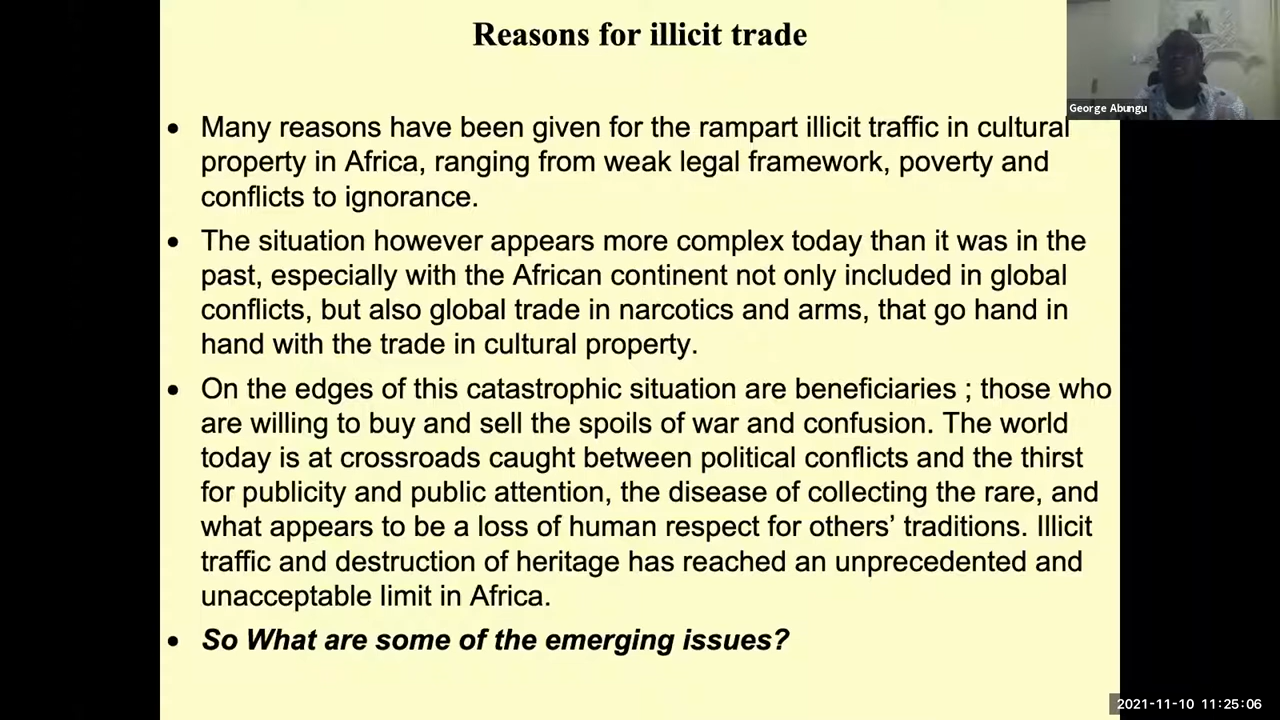 Reasons for illicit trade
George Abungu
• Many reasons have been given for the rampart illicit traffic in cultural
property in Africa, ranging from weak legal framework, poverty and
conflicts to ignorance.
• The situation however appears more complex today than it was in the
past, especially with the African continent not only included in global
conflicts, but also global trade in narcotics and arms, that go hand in
hand with the trade in cultural property.
• On the edges of this catastrophic situation are beneficiaries ; those who
are willing to buy and sell the spoils of war and confusion. The world
today is at crossroads caught between political conflicts and the thirst
for publicity and public attention, the disease of collecting the rare, and
what appears to be a loss of human respect for others’ traditions. Illicit
traffic and destruction of heritage has reached an unprecedented and
unacceptable limit in Africa.
• So What are some of the emerging issues?
2021-11-10 11:25:06